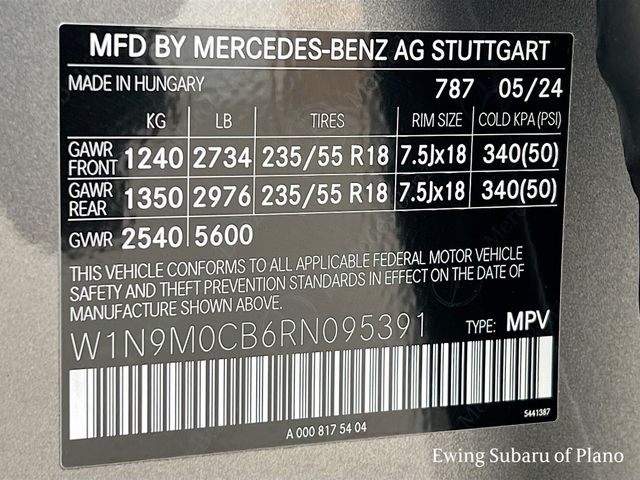 MFD BY MERCEDES-BENZ AG STUTTGART
MADE IN HUNGARY 787 05/24
KG LB TIRES RIM SIZE COLD KPA(PSI)
GAWR FRONT 1240 2734 235/55 R18 7.5Jx18 340(50)
GAWR REAR 1350 2976 235/55 R18 7.5Jx18 340(50)
GVWR 2540 5600
THIS VEHICLE CONFORMS TO ALL APPLICABLE FEDERAL MOTOR VEHICLE
SAFETY AND THEFT PREVENTION STANDARDS IN EFFECT ON THE DATE OF
MANUFACTURE SHOWN ABOVE.
W1N9M0CB6RN095391 TYPE: MPV
5441387
A 000 817 54 04
Ewing Subaru of Plano